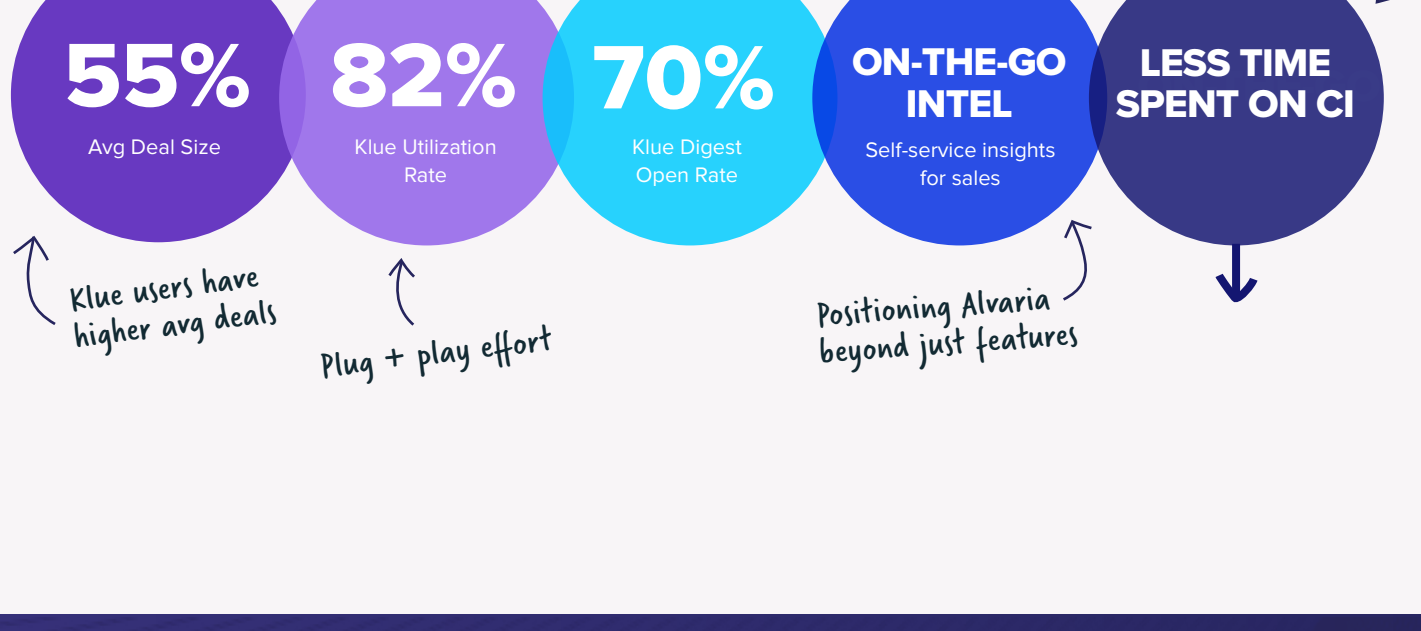 55%
Avg Deal Size
82%
Klue Utilization
Rate
70%
Klue Digest
Open Rate
ON-THE-GO
INTEL
Self-service insights
for sales
LESS TIME
SPENT ON CI
Klue users have
higher avg deals
Plug + play effort
Positioning Alvaria
beyond just features